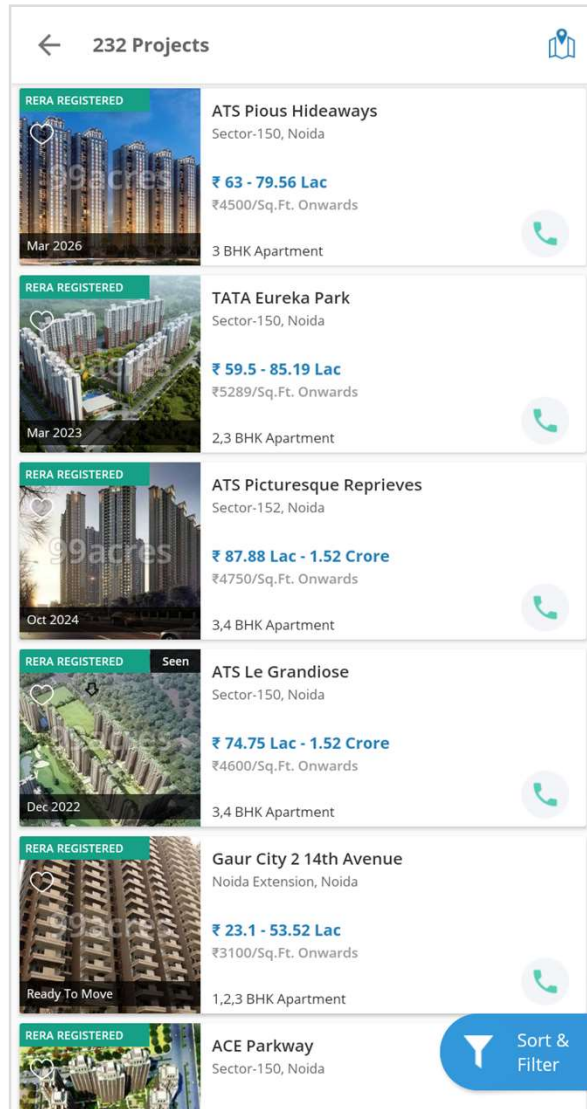 232 Projects
RERA REGISTERED
99acres
Mar 2026
ATS Pious Hideaways
Sector-150, Noida
₹ 63 - 79.56 Lac
₹4500/Sq.Ft. Onwards
3 BHK Apartment
RERA REGISTERED
99acres
Mar 2023
TATA Eureka Park
Sector-150, Noida
₹ 59.5 - 85.19 Lac
₹5289/Sq.Ft. Onwards
2,3 BHK Apartment
RERA REGISTERED
99acres
Oct 2024
ATS Picturesque Reprieves
Sector-152, Noida
₹ 87.88 Lac - 1.52 Crore
₹4750/Sq.Ft. Onwards
3,4 BHK Apartment
RERA REGISTERED
Seen
99acres
Dec 2022
ATS Le Grandiose
Sector-150, Noida
₹ 74.75 Lac - 1.52 Crore
₹4600/Sq.Ft. Onwards
3,4 BHK Apartment
RERA REGISTERED
99acres
Ready To Move
Gaur City 2 14th Avenue
Noida Extension, Noida
₹ 23.1 - 53.52 Lac
₹3100/Sq.Ft. Onwards
1,2,3 BHK Apartment
RERA REGISTERED
ACE Parkway
Sector-150, Noida
Sort &
Filter